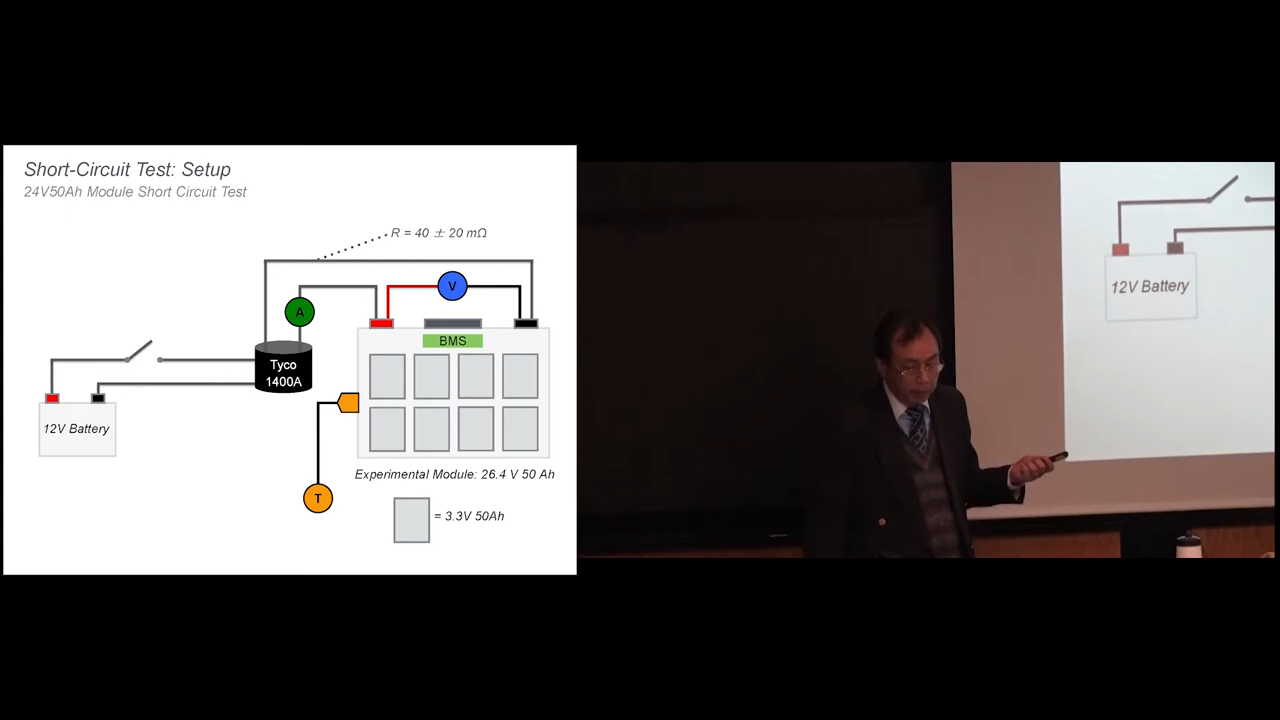 Short-Circuit Test: Setup
24V50Ah Module Short Circuit Test
R = 40 ± 20 mΩ
V
A
BMS
Tyco
1400A
12V Battery
Experimental Module: 26.4 V 50 Ah
T
= 3.3V 50Ah
12V Battery